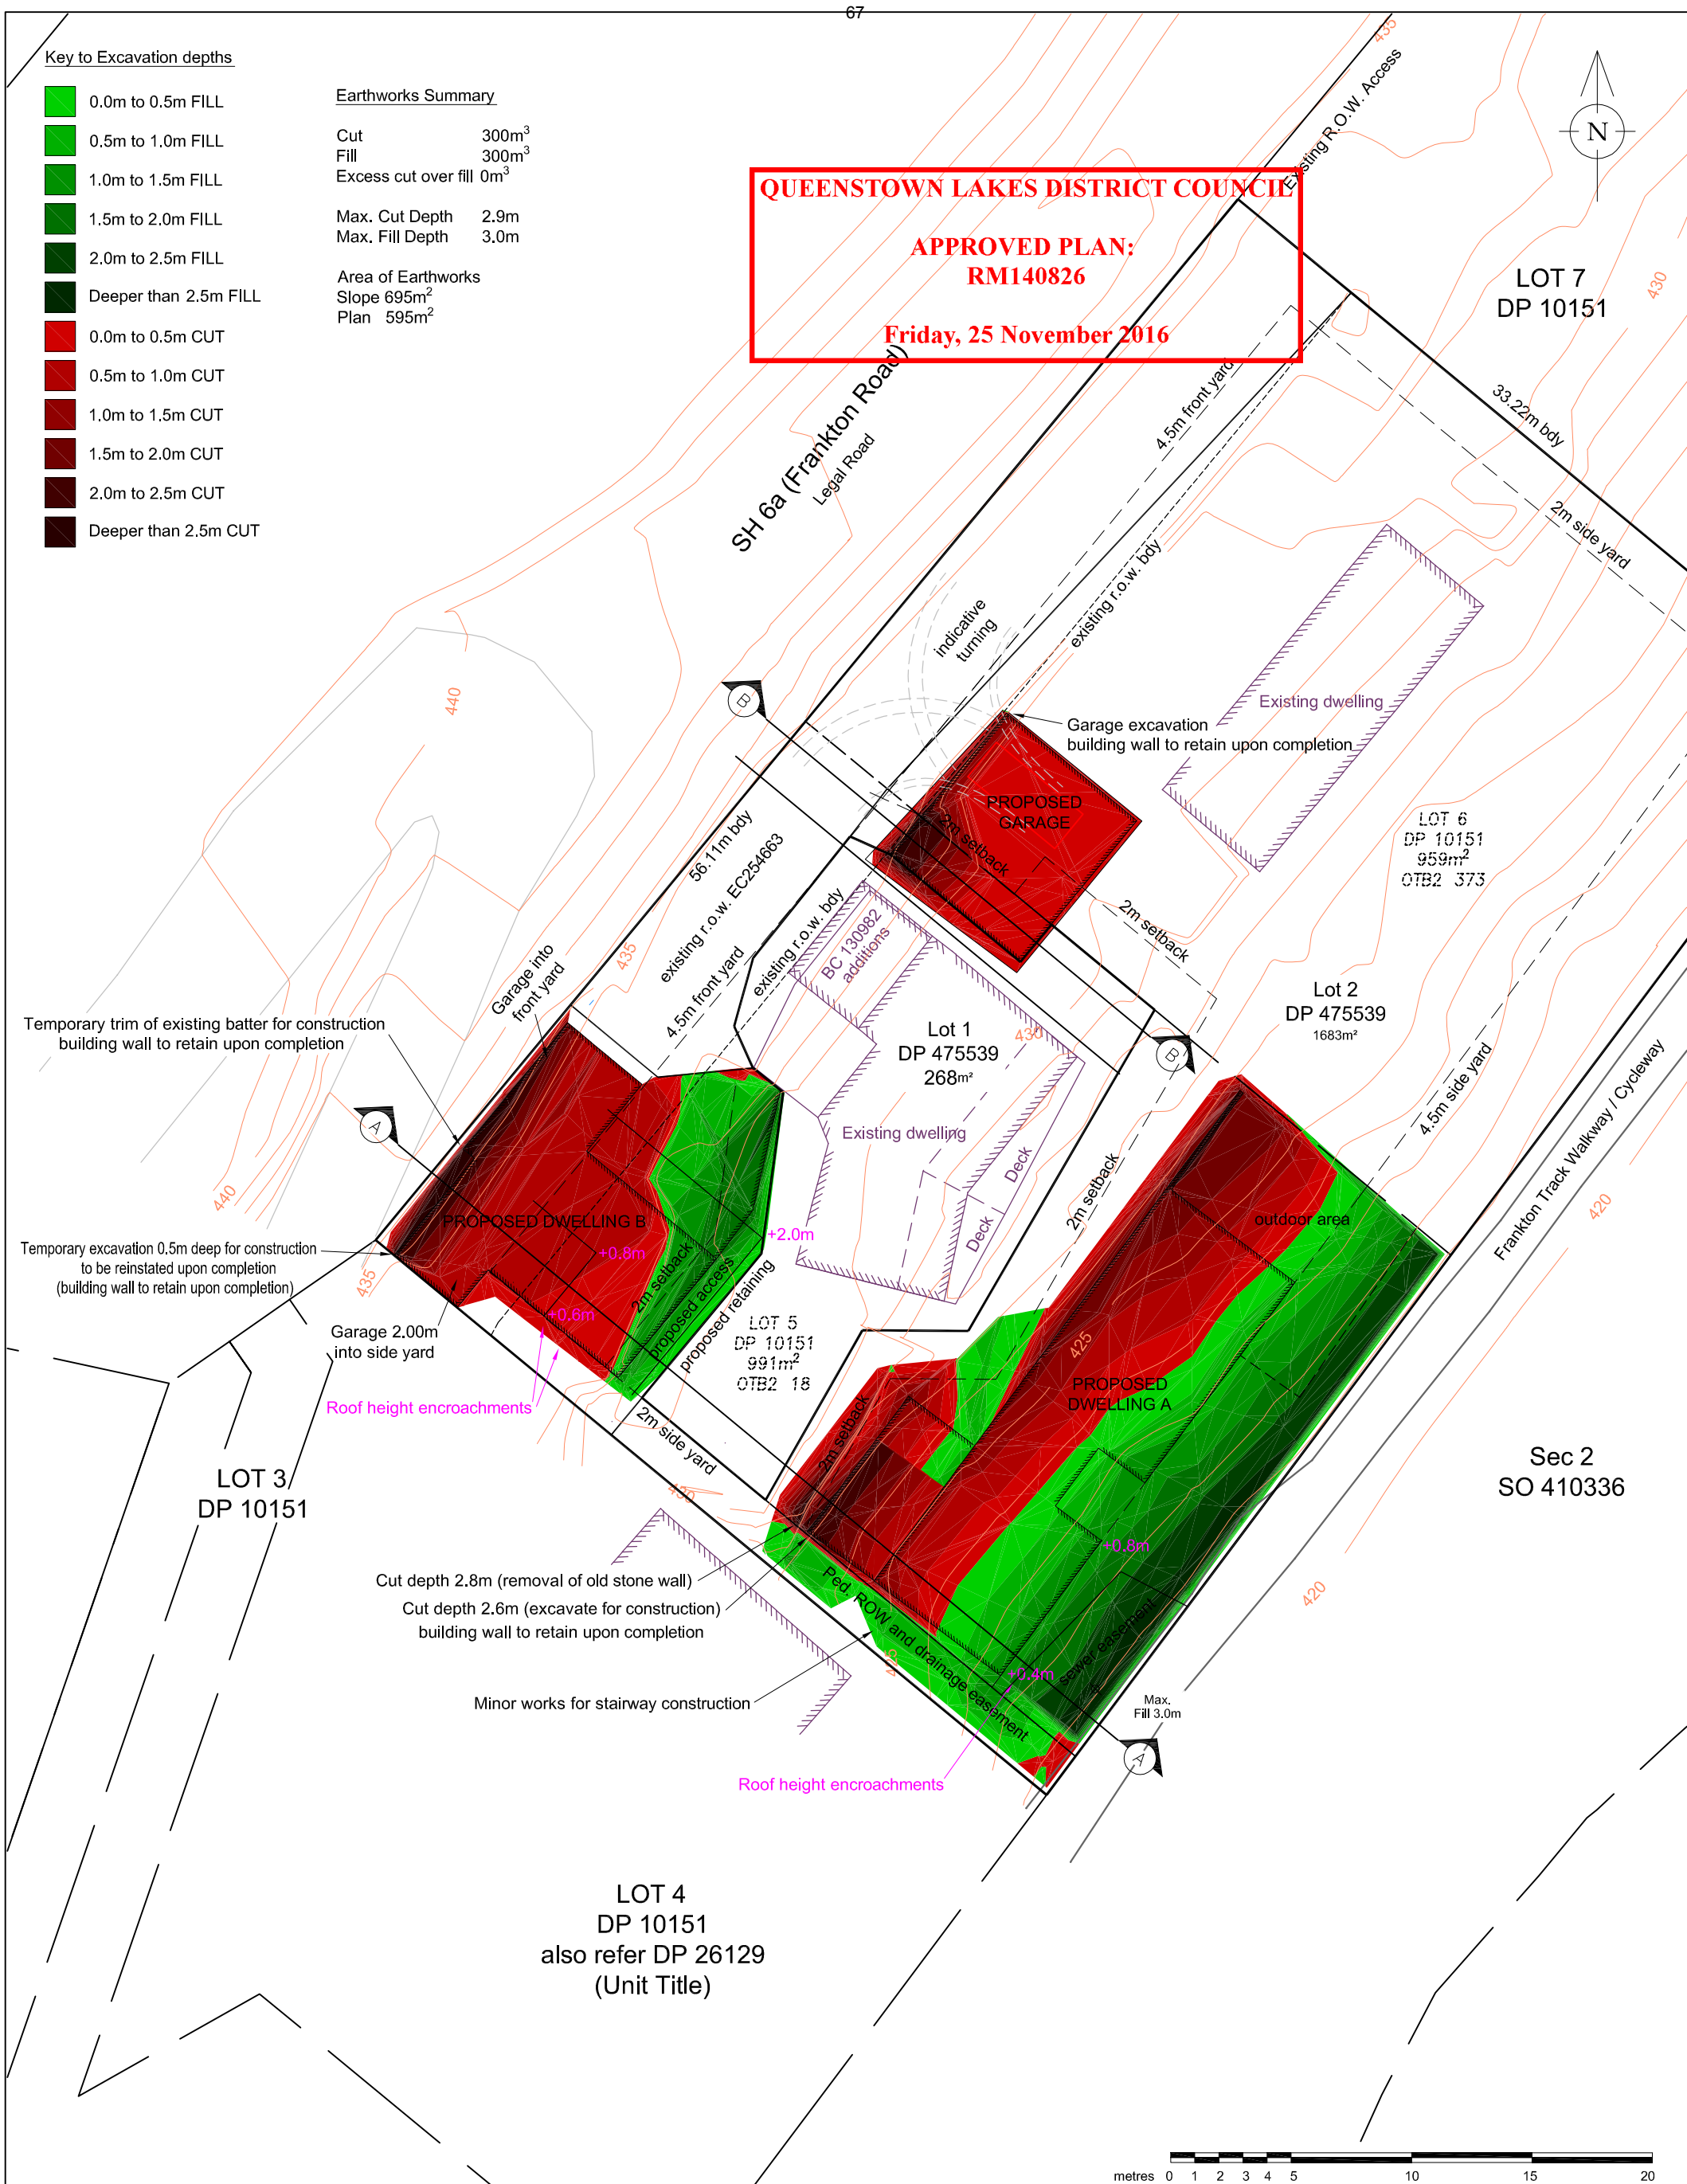 67
Key to Excavation depths
0.0m to 0.5m FILL
0.5m to 1.0m FILL
1.0m to 1.5m FILL
1.5m to 2.0m FILL
2.0m to 2.5m FILL
Deeper than 2.5m FILL
0.0m to 0.5m CUT
0.5m to 1.0m CUT
1.0m to 1.5m CUT
1.5m to 2.0m CUT
2.0m to 2.5m CUT
Deeper than 2.5m CUT
Earthworks Summary
Cut 300m³
Fill 300m³
Excess cut over fill 0m³
Max. Cut Depth 2.9m
Max. Fill Depth 3.0m
Area of Earthworks
Slope 695m²
Plan 595m²
QUEENSTOWN LAKES DISTRICT COUNCIL
APPROVED PLAN:
RM140826
Friday, 25 November 2016
435
Existing R.O.W. Access
N
LOT 7
DP 10151
430
SH 6a (Frankton Road)
Legal Road
4.5m front yard
33.22m bdy
2m side yard
existing r.o.w. bdy
indicative
turning
440
B
Existing dwelling
Garage excavation
building wall to retain upon completion
PROPOSED
GARAGE
2m setback
LOT 6
DP 10151
959m²
OTB2 373
56.11m bdy
existing r.o.w. EC254663
existing r.o.w. bdy
4.5m front yard
BC 130982
additions
2m setback
435
Garage into
front yard
Lot 2
DP 475539
1683m²
Lot 1
DP 475539
268m²
430
B
Temporary trim of existing batter for construction
building wall to retain upon completion
4.5m side yard
Frankton Track Walkway / Cycleway
A
Existing dwelling
Deck
Deck
2m setback
440
420
PROPOSED DWELLING B
+0.8m
+2.0m
outdoor area
Temporary excavation 0.5m deep for construction
to be reinstated upon completion
(building wall to retain upon completion)
435
2m setback
proposed access
proposed retaining
+0.6m
Garage 2.00m
into side yard
LOT 5
DP 10151
991m²
OTB2 18
425
PROPOSED
DWELLING A
Roof height encroachments
2m side yard
2m setback
LOT 3
DP 10151
430
Sec 2
SO 410336
+0.8m
Cut depth 2.8m (removal of old stone wall)
Cut depth 2.6m (excavate for construction)
building wall to retain upon completion
Ped. ROW and drainage easement
sewer easement
420
425
+0.4m
Minor works for stairway construction
Max.
Fill 3.0m
A
Roof height encroachments
LOT 4
DP 10151
also refer DP 26129
(Unit Title)
metres 0 1 2 3 4 5 10 15 20